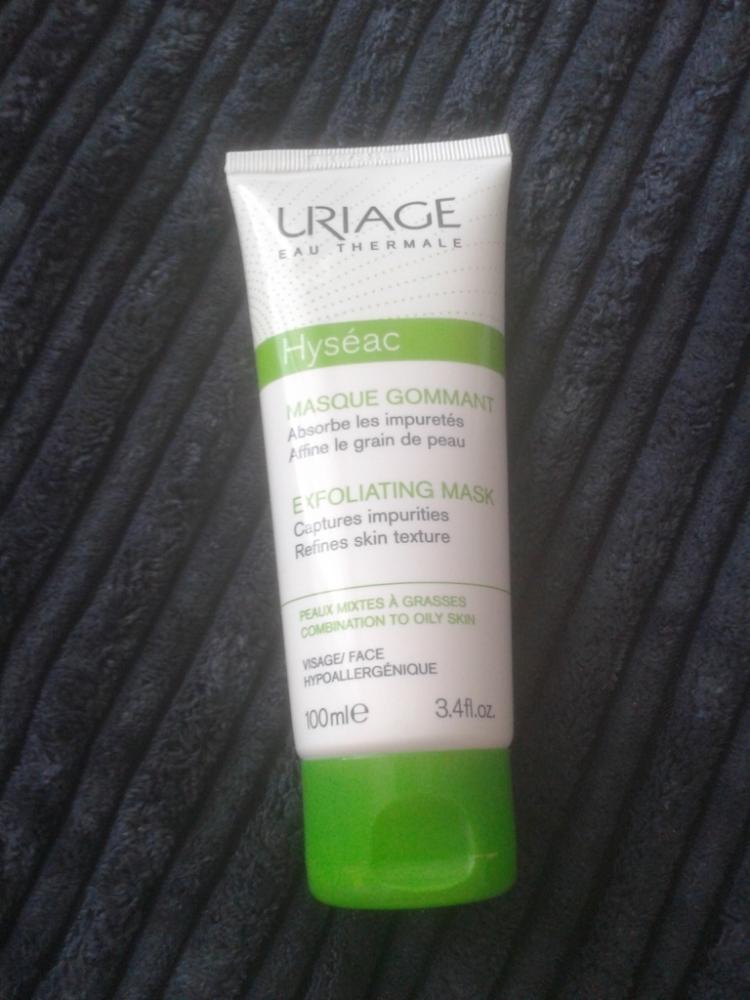 URIAGE
EAU THERMALE
Hyséac
MASQUE GOMMANT
Absorbe les impuretés
Affine le grain de peau
EXFOLIATING MASK
Captures impurities
Refines skin texture
PEAUX MIXTES À GRASSES
COMBINATION TO OILY SKIN
VISAGE/ FACE
HYPOALLERGÉNIQUE
100ml℮ 3.4fl.oz.